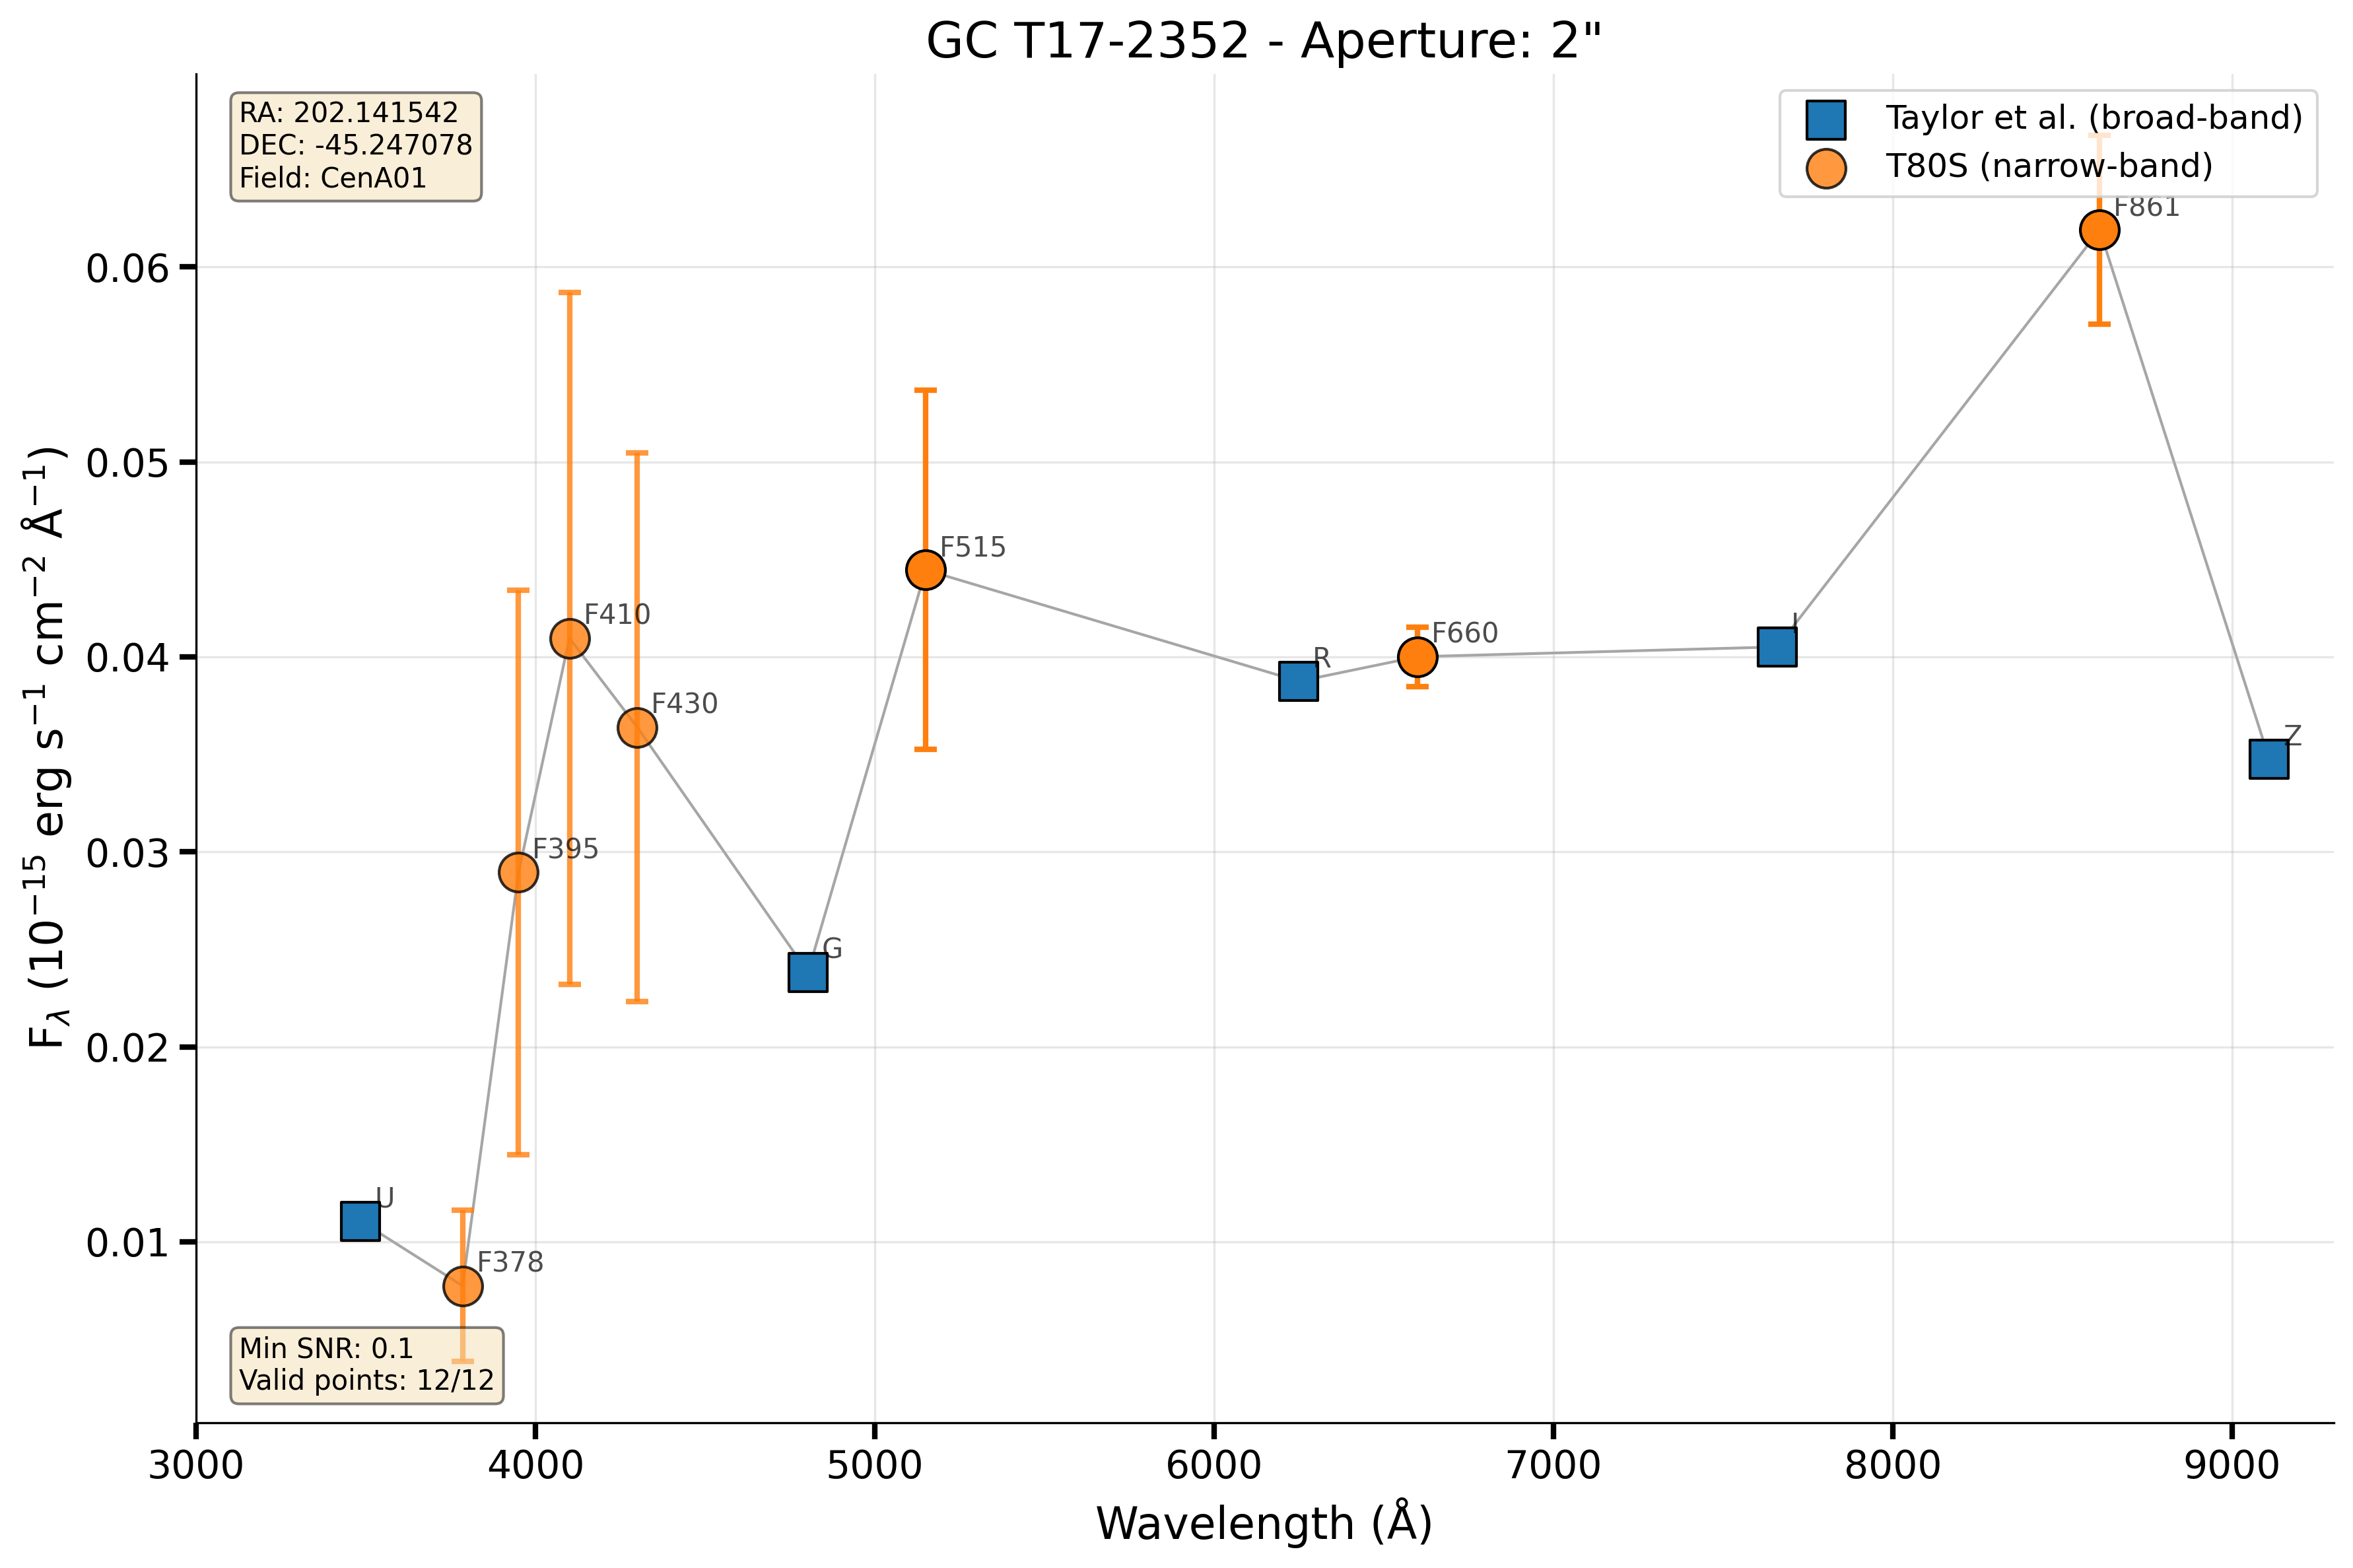 GC T17-2352 - Aperture: 2"
RA: 202.141542
DEC: -45.247078
Field: CenA01
Taylor et al. (broad-band)
T80S (narrow-band)
F861
0.06
0.05
0.04
0.03
0.02
0.01
F410
F430
F395
F515
F660
R
I
Z
G
U
F378
Min SNR: 0.1
Valid points: 12/12
3000 4000 5000 6000 7000 8000 9000
Wavelength (Å)
F$_{λ}$ (10⁻¹⁵ erg s⁻¹ cm⁻² Å⁻¹)